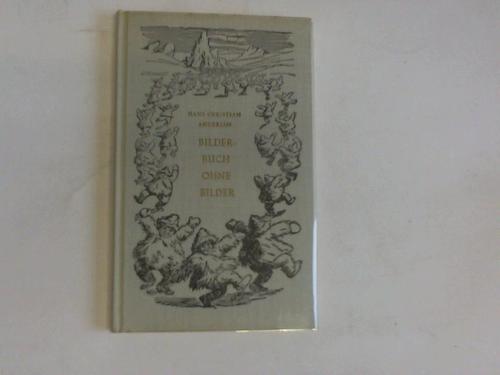 HANS CHRISTIAN
ANDERSEN
BILDER-
BUCH
OHNE
BILDER